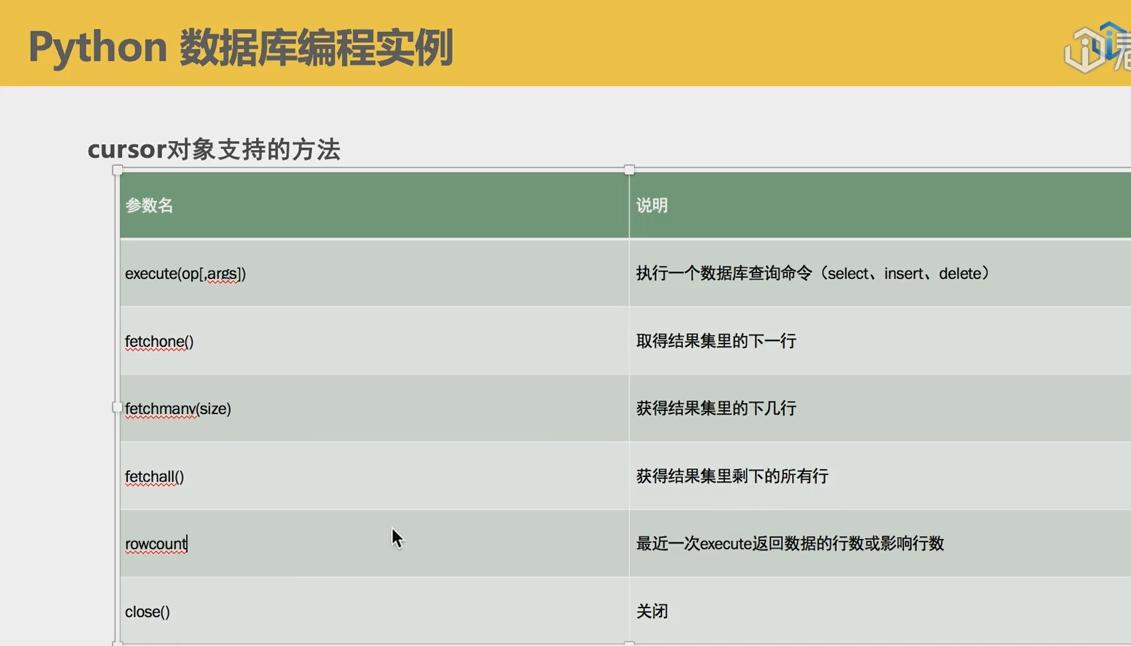 Python 数据库编程实例
cursor对象支持的方法
参数名
说明
execute(op[,args])
执行一个数据库查询命令（select、insert、delete）
fetchone()
取得结果集里的下一行
fetchmany(size)
获得结果集里的下几行
fetchall()
获得结果集里剩下的所有行
rowcount
最近一次execute返回数据的行数或影响行数
close()
关闭